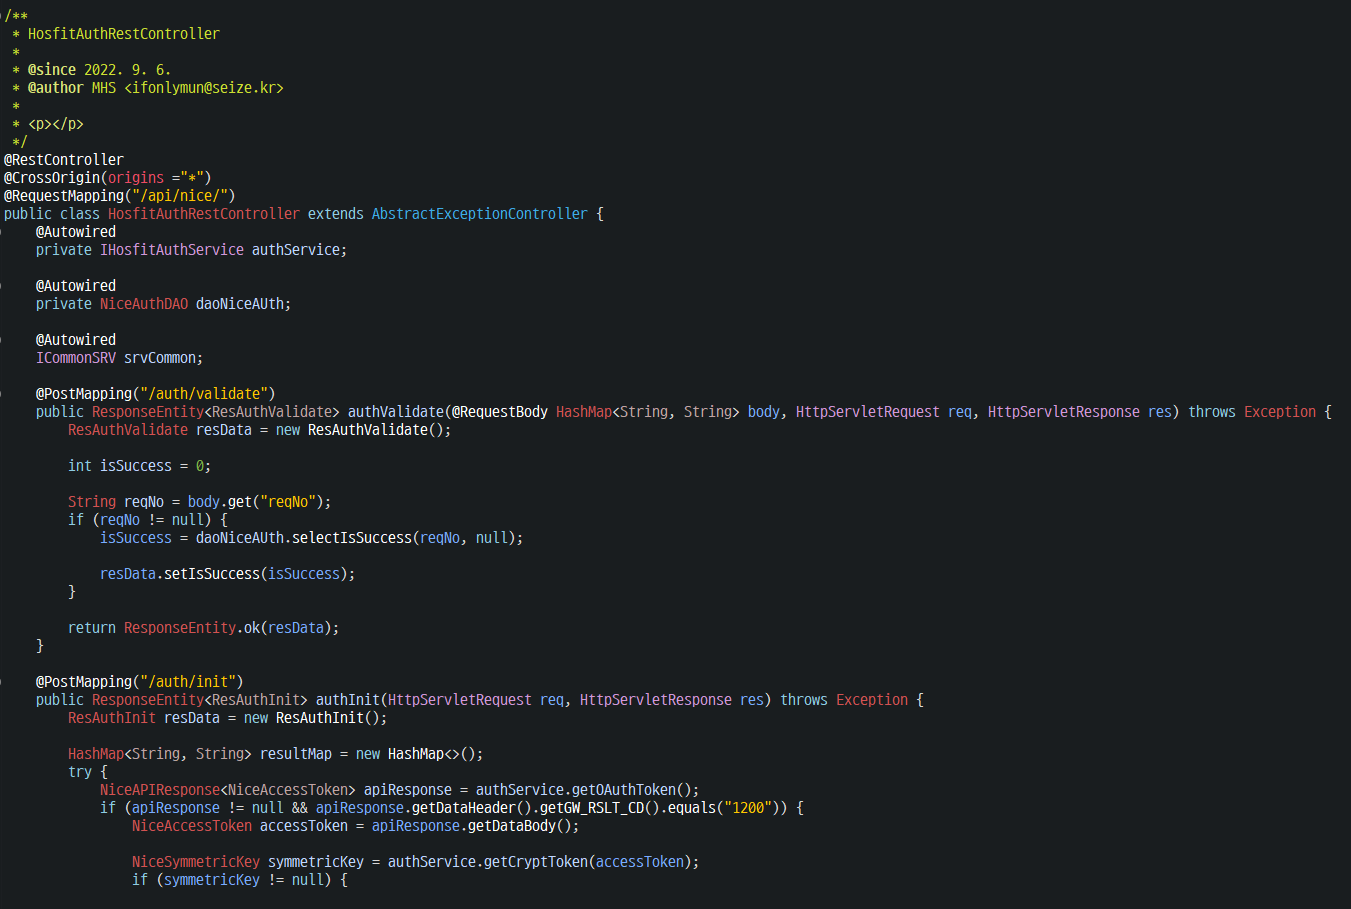 /**
 * HosfitAuthRestController
 *
 * @since 2022. 9. 6.
 * @author MHS <ifonlymun@seize.kr>
 *
 * <p></p>
 */
@RestController
@CrossOrigin(origins ="*")
@RequestMapping("/api/nice/")
public class HosfitAuthRestController extends AbstractExceptionController {
    @Autowired
    private IHosfitAuthService authService;

    @Autowired
    private NiceAuthDAO daoNiceAUth;

    @Autowired
    ICommonSRV srvCommon;

    @PostMapping("/auth/validate")
    public ResponseEntity<ResAuthValidate> authValidate(@RequestBody HashMap<String, String> body, HttpServletRequest req, HttpServletResponse res) throws Exception {
        ResAuthValidate resData = new ResAuthValidate();

        int isSuccess = 0;

        String reqNo = body.get("reqNo");
        if (reqNo != null) {
            isSuccess = daoNiceAUth.selectIsSuccess(reqNo, null);

            resData.setIsSuccess(isSuccess);
        }

        return ResponseEntity.ok(resData);
    }

    @PostMapping("/auth/init")
    public ResponseEntity<ResAuthInit> authInit(HttpServletRequest req, HttpServletResponse res) throws Exception {
        ResAuthInit resData = new ResAuthInit();

        HashMap<String, String> resultMap = new HashMap<>();
        try {
            NiceAPIResponse<NiceAccessToken> apiResponse = authService.getOAuthToken();
            if (apiResponse != null && apiResponse.getDataHeader().getGW_RSLT_CD().equals("1200")) {
                NiceAccessToken accessToken = apiResponse.getDataBody();

                NiceSymmetricKey symmetricKey = authService.getCryptToken(accessToken);
                if (symmetricKey != null) {